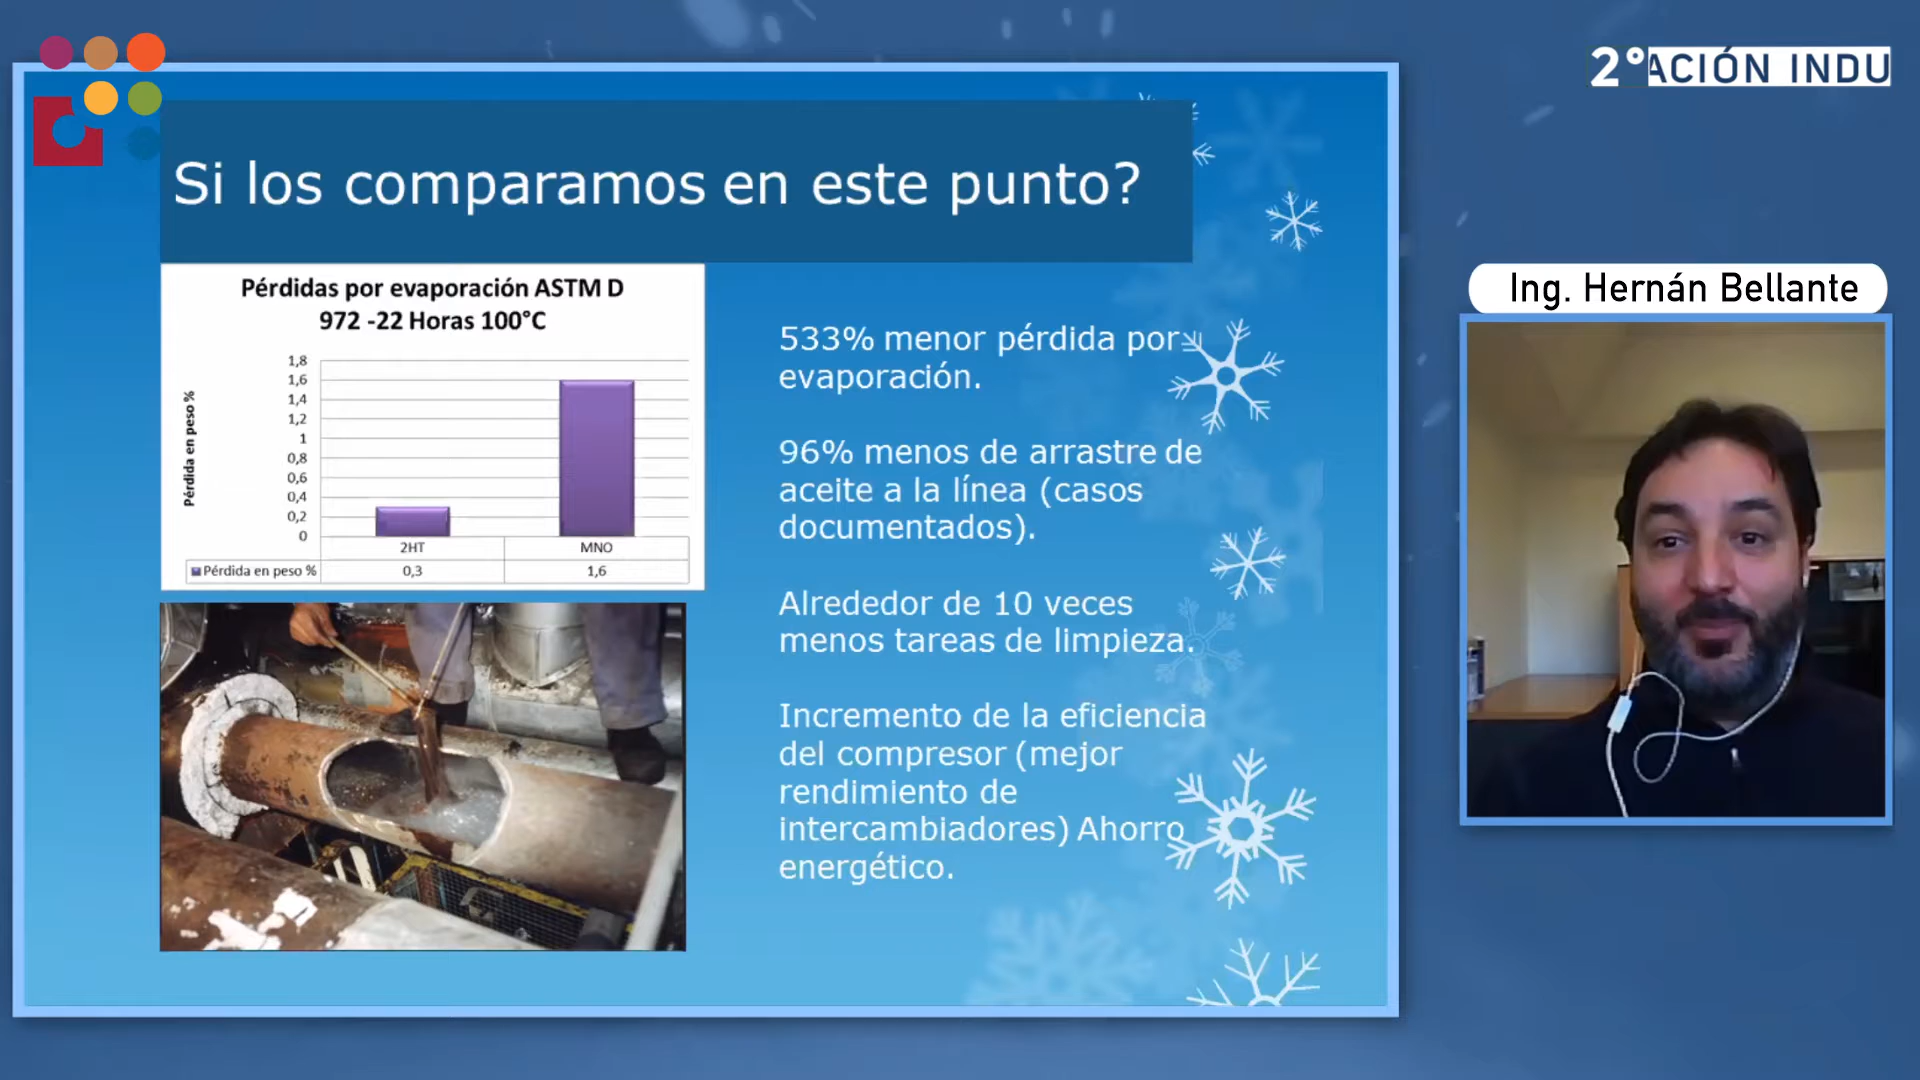 2°ACIÓN INDU
Si los comparamos en este punto?
Pérdidas por evaporación ASTM D
972 -22 Horas 100°C
Pérdida en peso %
1,8
1,6
1,4
1,2
1
0,8
0,6
0,4
0,2
0
2HT MNO
Pérdida en peso % 0,3 1,6
533% menor pérdida por
evaporación.
96% menos de arrastre de
aceite a la línea (casos
documentados).
Alrededor de 10 veces
menos tareas de limpieza.
Incremento de la eficiencia
del compresor (mejor
rendimiento de
intercambiadores) Ahorro
energético.
Ing. Hernán Bellante